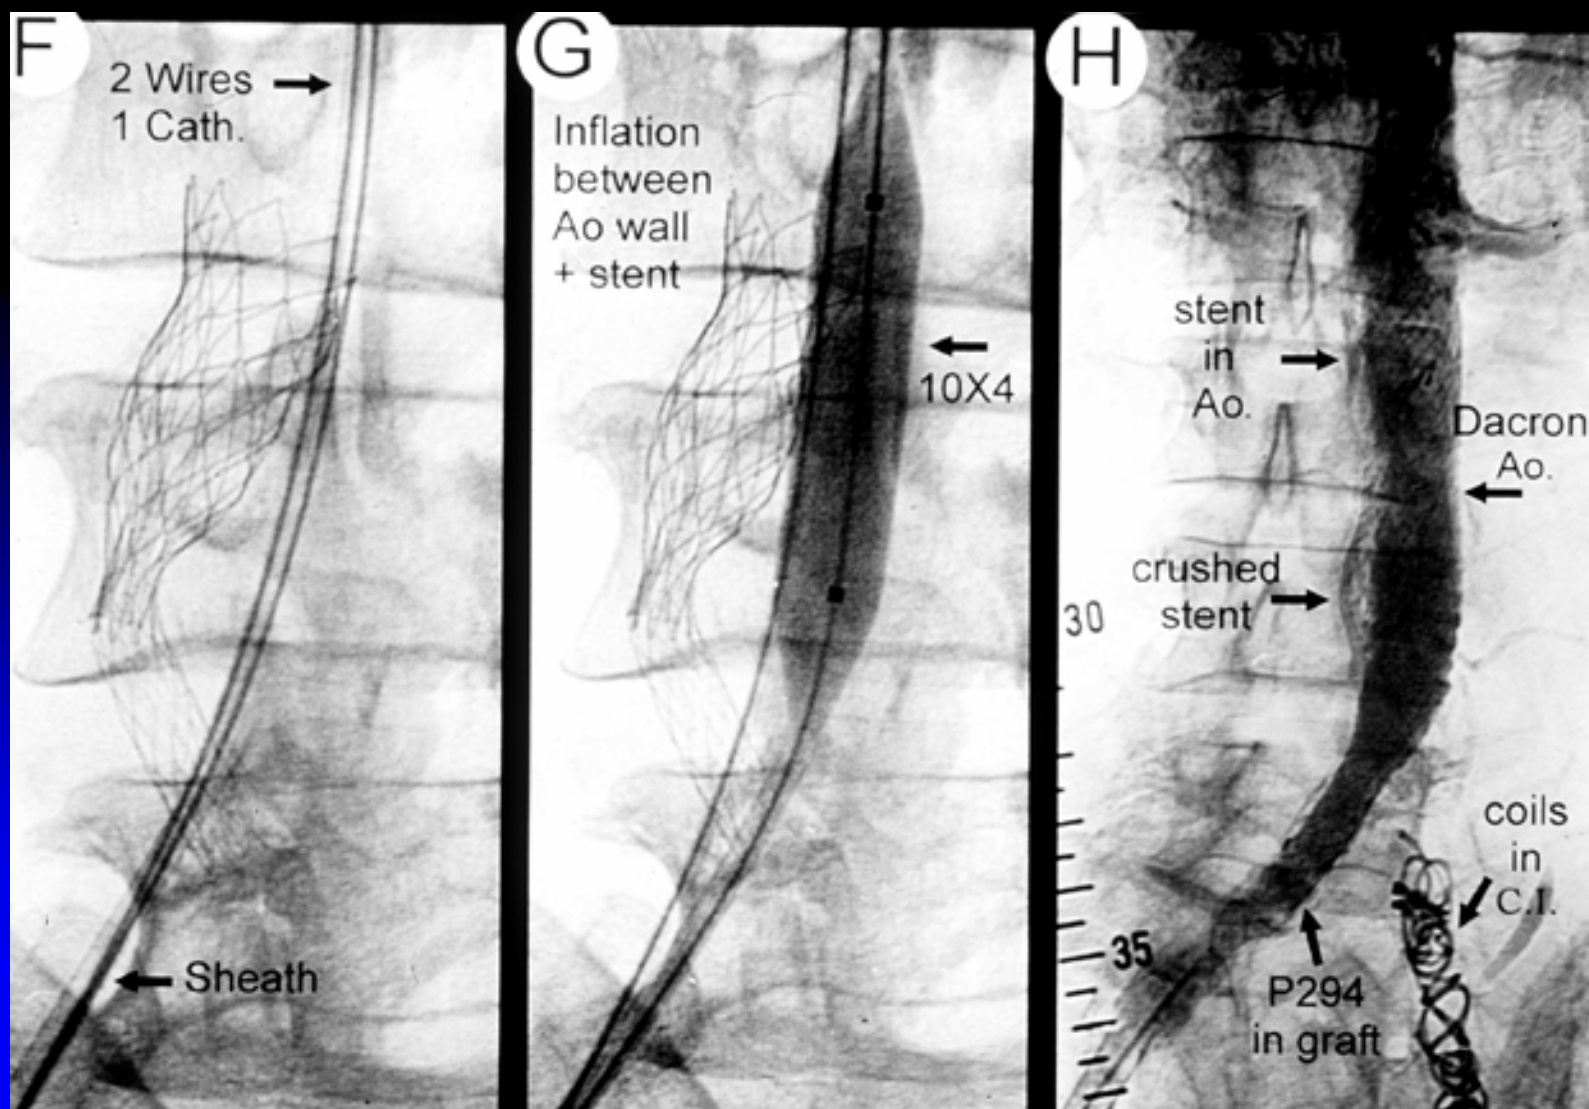 F
2 Wires
1 Cath.
Sheath
G
Inflation
between
Ao wall
+ stent
10X4
H
stent
in
Ao.
Dacron
Ao.
crushed
stent
30
coils
in
C.I.
35
P294
in graft